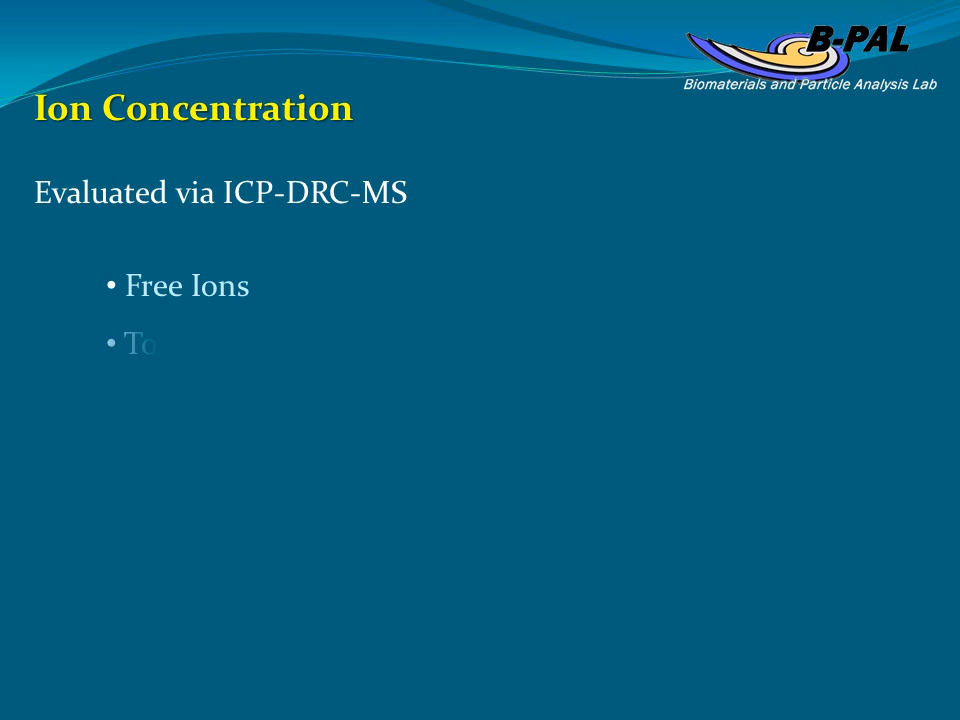 B-PAL
Biomaterials and Particle Analysis Lab
Ion Concentration
Evaluated via ICP-DRC-MS
• Free Ions
• To